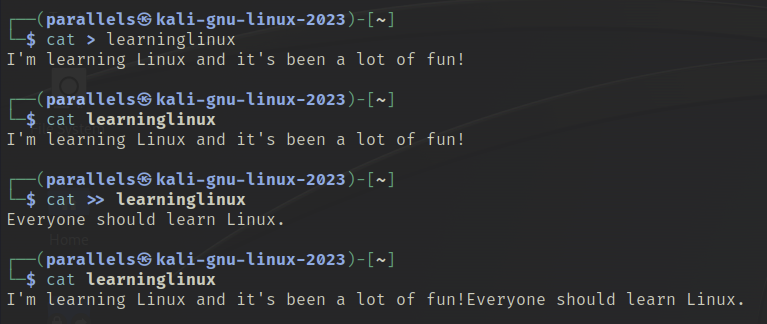 ┌──(parallels㉿kali-gnu-linux-2023)-[~]
└─$ cat > learninglinux
I'm learning Linux and it's been a lot of fun!
┌──(parallels㉿kali-gnu-linux-2023)-[~]
└─$ cat learninglinux
I'm learning Linux and it's been a lot of fun!
┌──(parallels㉿kali-gnu-linux-2023)-[~]
└─$ cat >> learninglinux
Everyone should learn Linux.
Home
┌──(parallels㉿kali-gnu-linux-2023)-[~]
└─$ cat learninglinux
I'm learning Linux and it's been a lot of fun!Everyone should learn Linux.